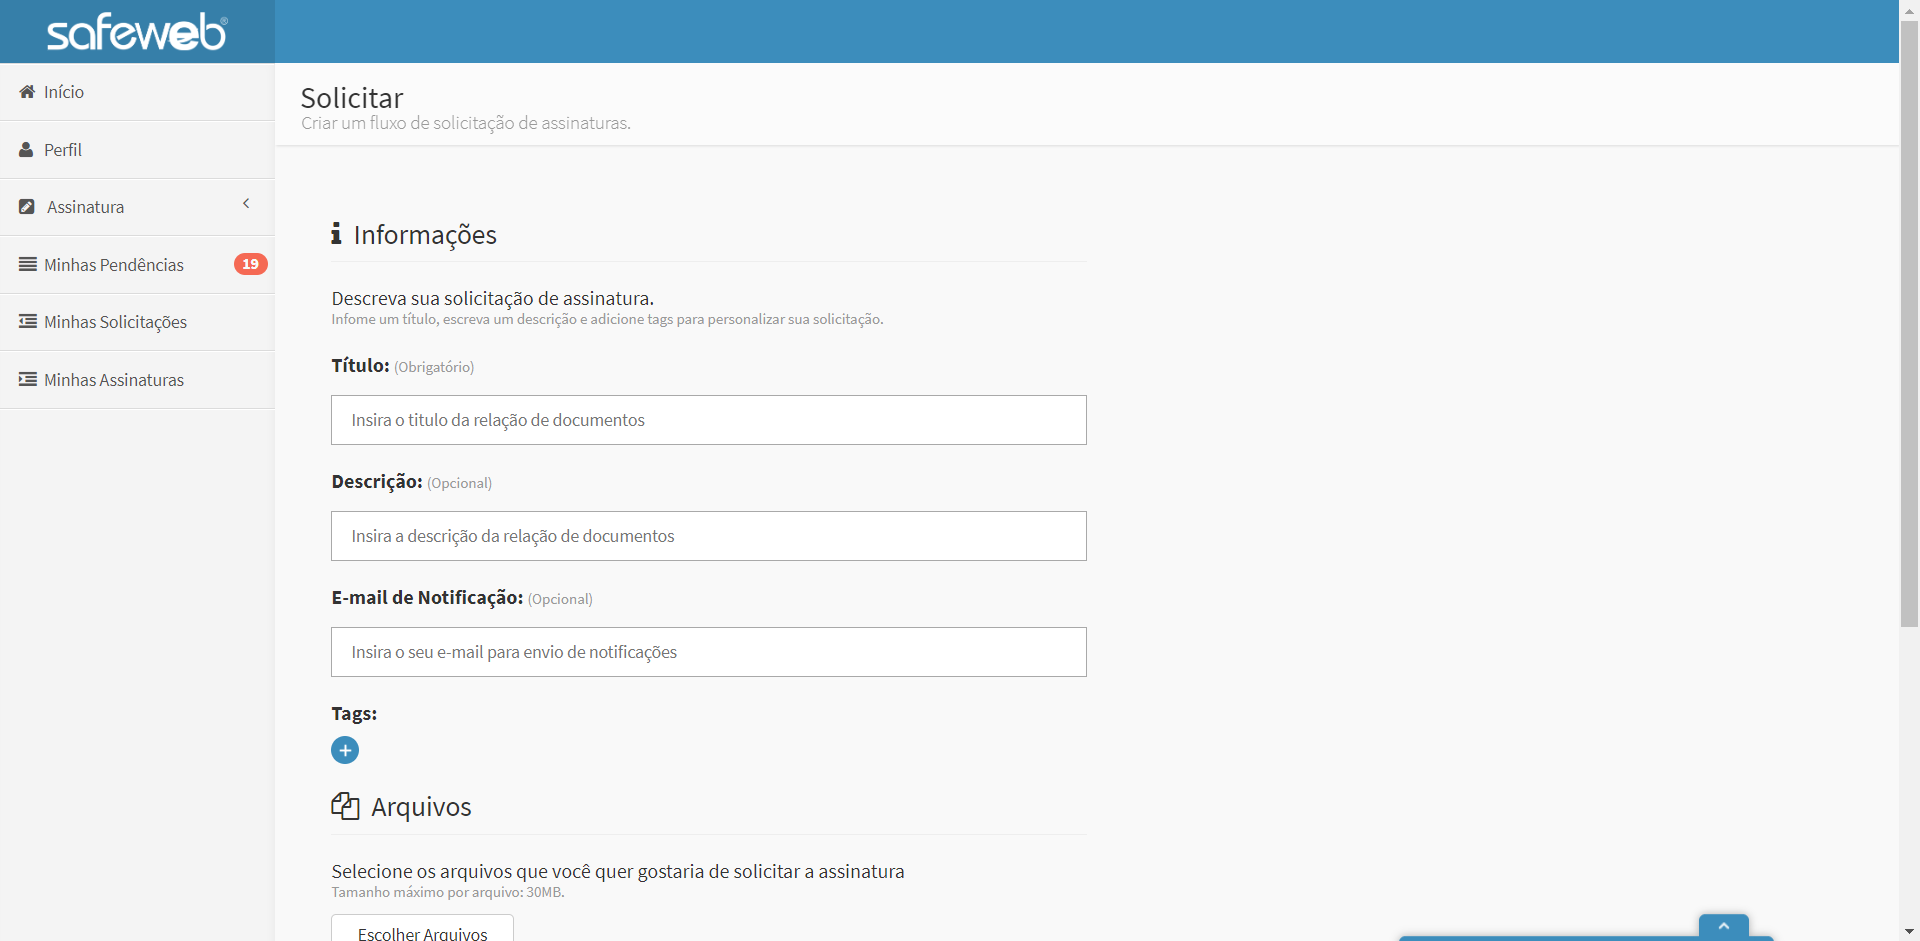 safeweb®
Início
Perfil
Assinatura
Minhas Pendências 19
Minhas Solicitações
Minhas Assinaturas
Solicitar
Criar um fluxo de solicitação de assinaturas.
Informações
Descreva sua solicitação de assinatura.
Infome um título, escreva um descrição e adicione tags para personalizar sua solicitação.
Título: (Obrigatório)
Insira o titulo da relação de documentos
Descrição: (Opcional)
Insira a descrição da relação de documentos
E-mail de Notificação: (Opcional)
Insira o seu e-mail para envio de notificações
Tags:
Arquivos
Selecione os arquivos que você quer gostaria de solicitar a assinatura
Tamanho máximo por arquivo: 30MB.
Escolher Arquivos